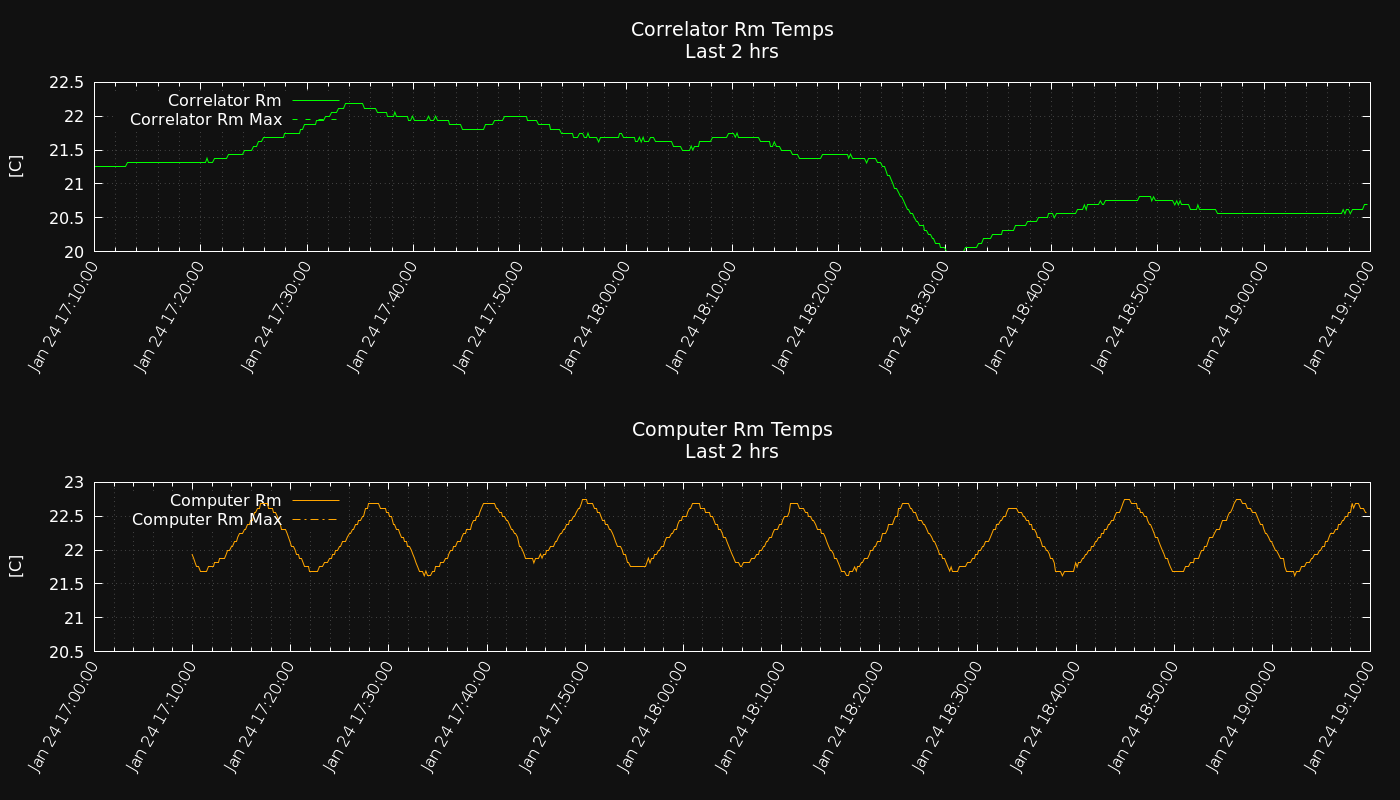 Correlator Rm Temps
Last 2 hrs
22.5
22
21.5
21
20.5
20
[C]
Correlator Rm
Correlator Rm Max
Jan 24 17:10:00
Jan 24 17:20:00
Jan 24 17:30:00
Jan 24 17:40:00
Jan 24 17:50:00
Jan 24 18:00:00
Jan 24 18:10:00
Jan 24 18:20:00
Jan 24 18:30:00
Jan 24 18:40:00
Jan 24 18:50:00
Jan 24 19:00:00
Jan 24 19:10:00
Computer Rm Temps
Last 2 hrs
23
22.5
22
21.5
21
20.5
[C]
Computer Rm
Computer Rm Max
Jan 24 17:00:00
Jan 24 17:10:00
Jan 24 17:20:00
Jan 24 17:30:00
Jan 24 17:40:00
Jan 24 17:50:00
Jan 24 18:00:00
Jan 24 18:10:00
Jan 24 18:20:00
Jan 24 18:30:00
Jan 24 18:40:00
Jan 24 18:50:00
Jan 24 19:00:00
Jan 24 19:10:00